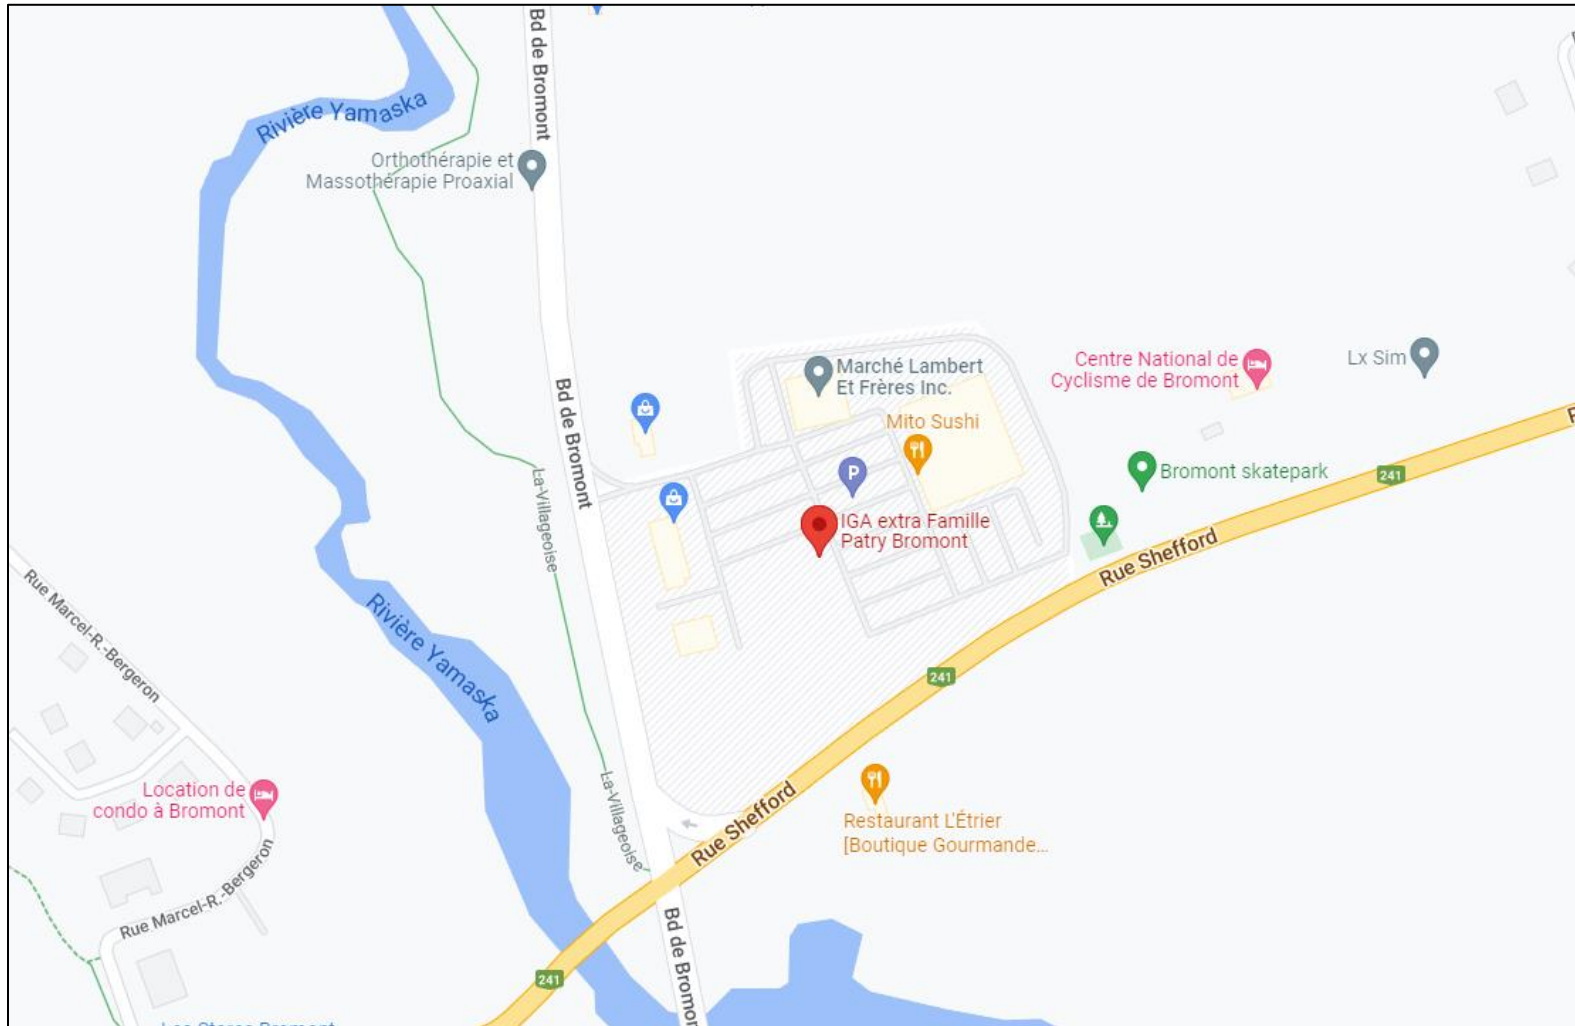 Bd de Bromont
Rivière Yamaska
Orthothérapie et
Massothérapie Proaxial
Marché Lambert
Et Frères Inc.
Centre National de
Cyclisme de Bromont
Lx Sim
Bd de Bromont
Mito Sushi
P
Bromont skatepark
241
La-Villageoise
IGA extra Famille
Patry Bromont
Rue Shefford
Rue Marcel-R.-Bergeron
Rivière Yamaska
241
Location de
condo à Bromont
La-Villageoise
Rue Shefford
Restaurant L'Étrier
[Boutique Gourmande...
Rue Marcel-R.-Bergeron
Bd de Bromon
241